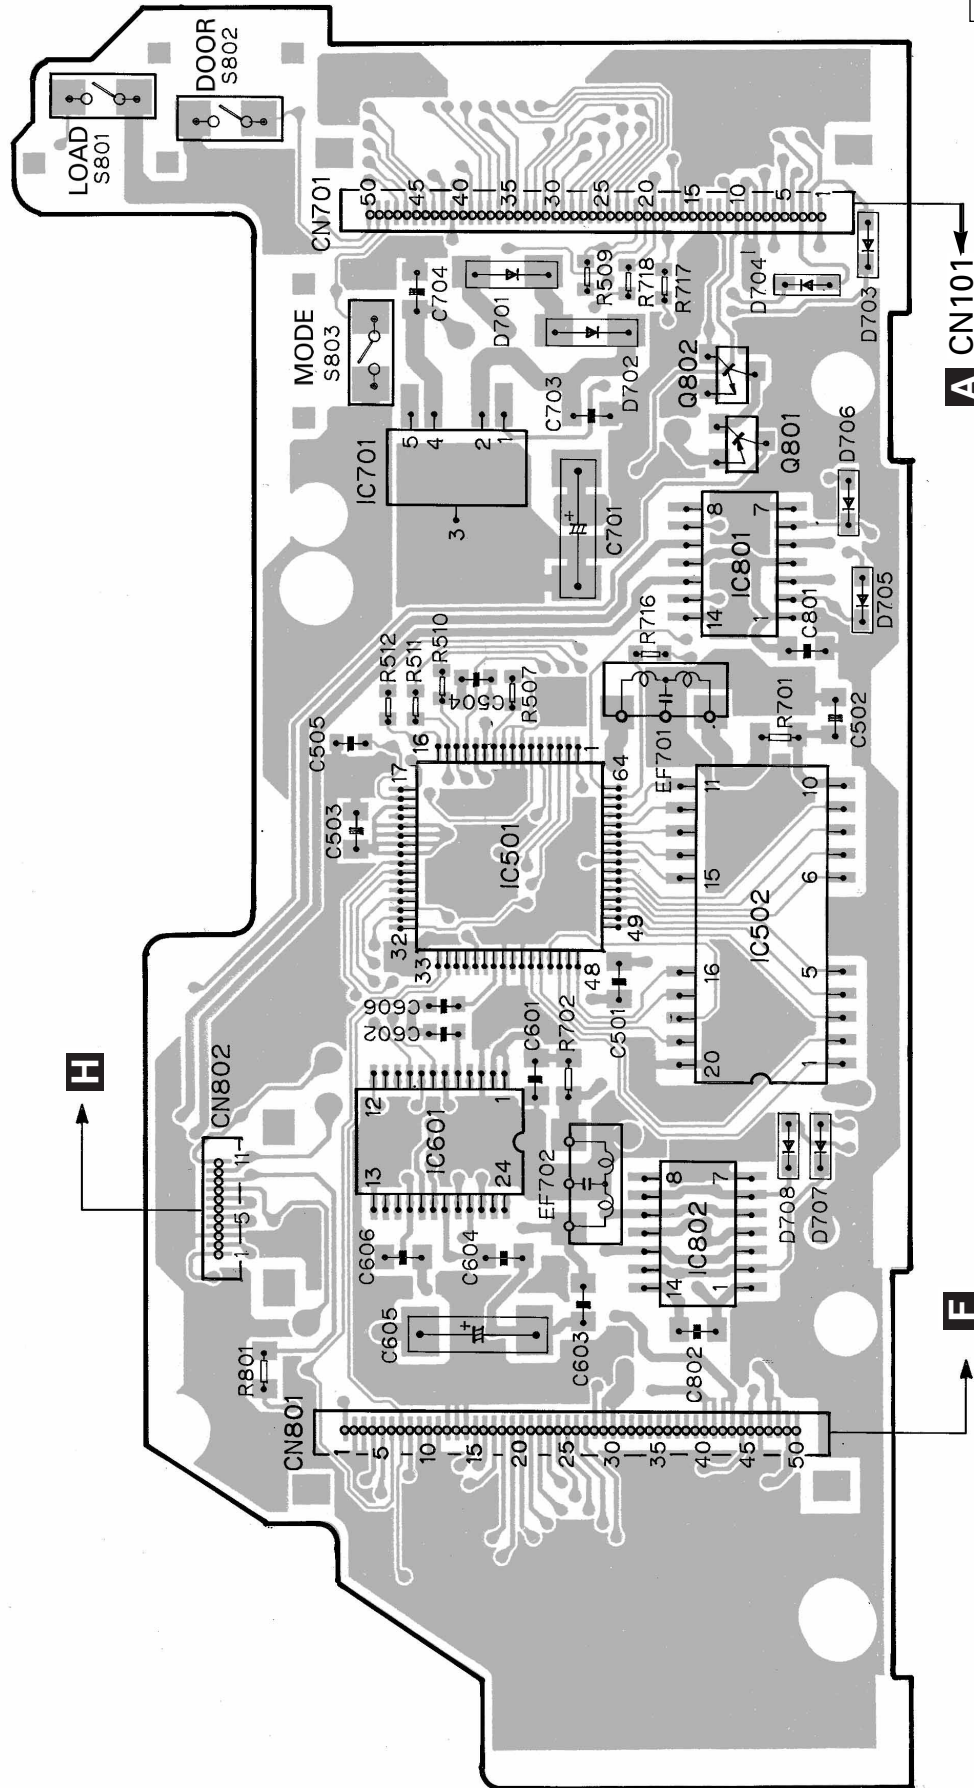 LOAD
S801
DOOR
S802
CN701
50
45
40
35
30
25
20
15
10
5
1
A CN101
MODE
S803
C704
D701
R509
R718
R717
D704
D703
IC701
5
4
2
1
3
C703
D702
Q802
Q801
D706
C701
8
7
IC801
14
1
D705
C801
R716
R512
R511
R510
C504
R507
C505
C503
EF701
R701
C502
17
16
1
64
IC501
32
33
48
49
11
10
15
6
IC502
16
5
20
1
H
CN802
11
5
1
C606
C602
C601
R702
C501
12
1
IC601
13
24
EF702
8
7
IC802
14
1
D708
D707
C606
C604
C605
C603
C802
R801
CN801
1
5
10
15
20
25
30
35
40
45
50